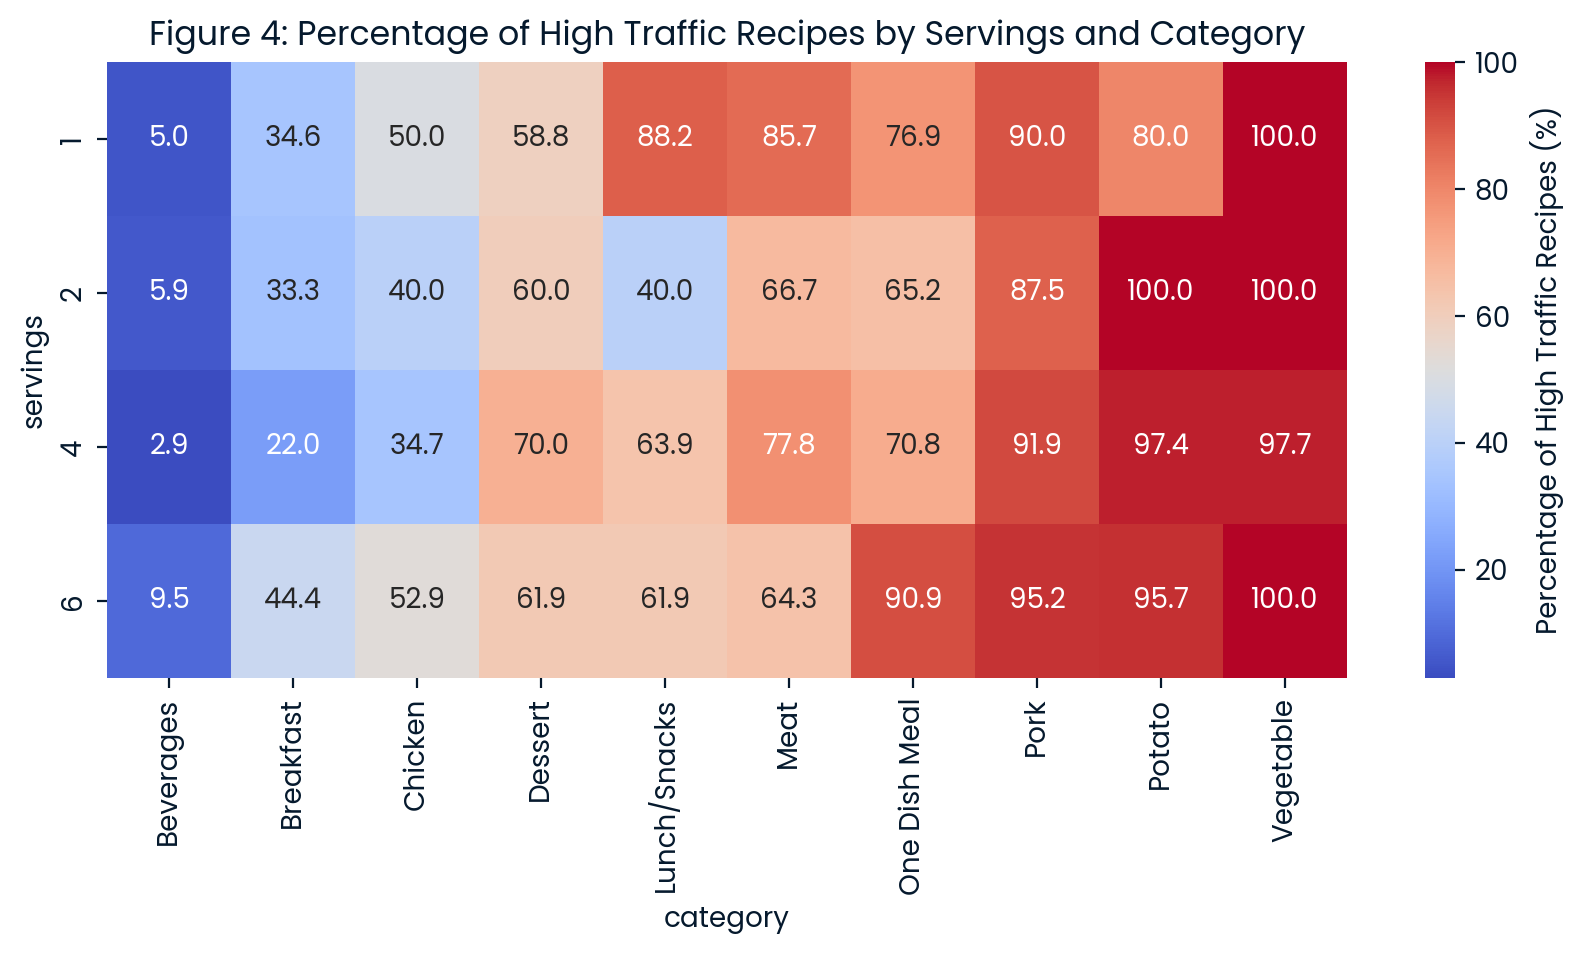 Figure 4: Percentage of High Traffic Recipes by Servings and Category
servings
1
5.0 34.6 50.0 58.8 88.2 85.7 76.9 90.0 80.0 100.0
2
5.9 33.3 40.0 60.0 40.0 66.7 65.2 87.5 100.0 100.0
4
2.9 22.0 34.7 70.0 63.9 77.8 70.8 91.9 97.4 97.7
6
9.5 44.4 52.9 61.9 61.9 64.3 90.9 95.2 95.7 100.0
Beverages
Breakfast
Chicken
Dessert
Lunch/Snacks
Meat
One Dish Meal
Pork
Potato
Vegetable
category
100
80
60
40
20
Percentage of High Traffic Recipes (%)